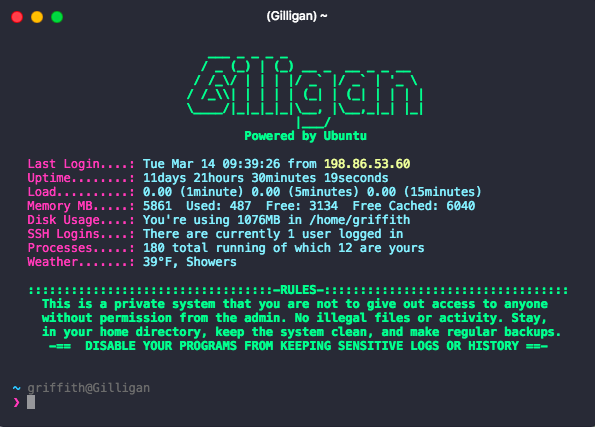 (Gilligan) ~
Gilligan
Powered by Ubuntu
Last Login....: Tue Mar 14 09:39:26 from 198.86.53.60
Uptime........: 11days 21hours 30minutes 19seconds
Load..........: 0.00 (1minute) 0.00 (5minutes) 0.00 (15minutes)
Memory MB.....: 5861  Used: 487  Free: 3134  Free Cached: 6040
Disk Usage....: You're using 1076MB in /home/griffith
SSH Logins....: There are currently 1 user logged in
Processes.....: 180 total running of which 12 are yours
Weather.......: 39°F, Showers
::::::::::::::::::::::::::::::::::-RULES-::::::::::::::::::::::::::::::::::
This is a private system that you are not to give out access to anyone
without permission from the admin. No illegal files or activity. Stay,
in your home directory, keep the system clean, and make regular backups.
-==  DISABLE YOUR PROGRAMS FROM KEEPING SENSITIVE LOGS OR HISTORY ==-
~ griffith@Gilligan
❯